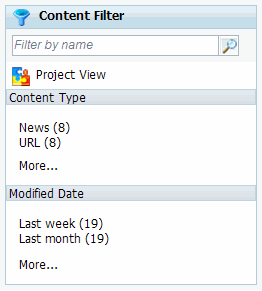 Content Filter
Filter by name
Project View
Content Type
News (8)
URL (8)
More...
Modified Date
Last week (19)
Last month (19)
More...